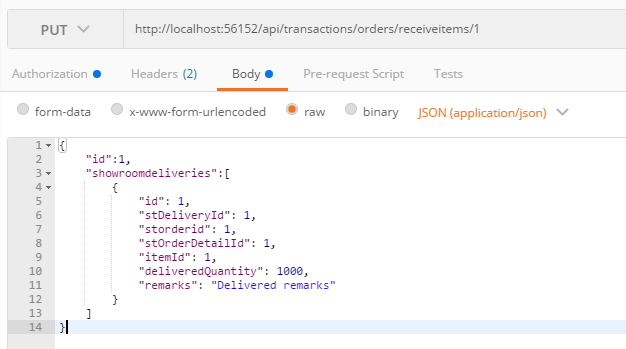 PUT http://localhost:56152/api/transactions/orders/receiveitems/1
Authorization Headers (2) Body Pre-request Script Tests
form-data x-www-form-urlencoded raw binary JSON (application/json)
1 {
2 "id":1,
3 "showroomdeliveries":[
4 {
5 "id": 1,
6 "stDeliveryId": 1,
7 "storderid": 1,
8 "stOrderDetailId": 1,
9 "itemId": 1,
10 "deliveredQuantity": 1000,
11 "remarks": "Delivered remarks"
12 }
13 ]
14 }